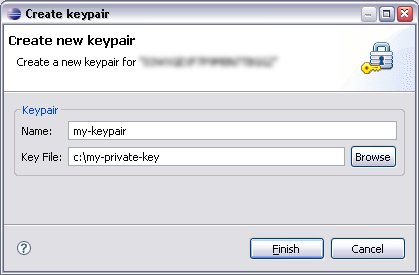 Create keypair
Create new keypair
Create a new keypair for
Keypair
Name: my-keypair
Key File: c:\my-private-key Browse
Finish Cancel